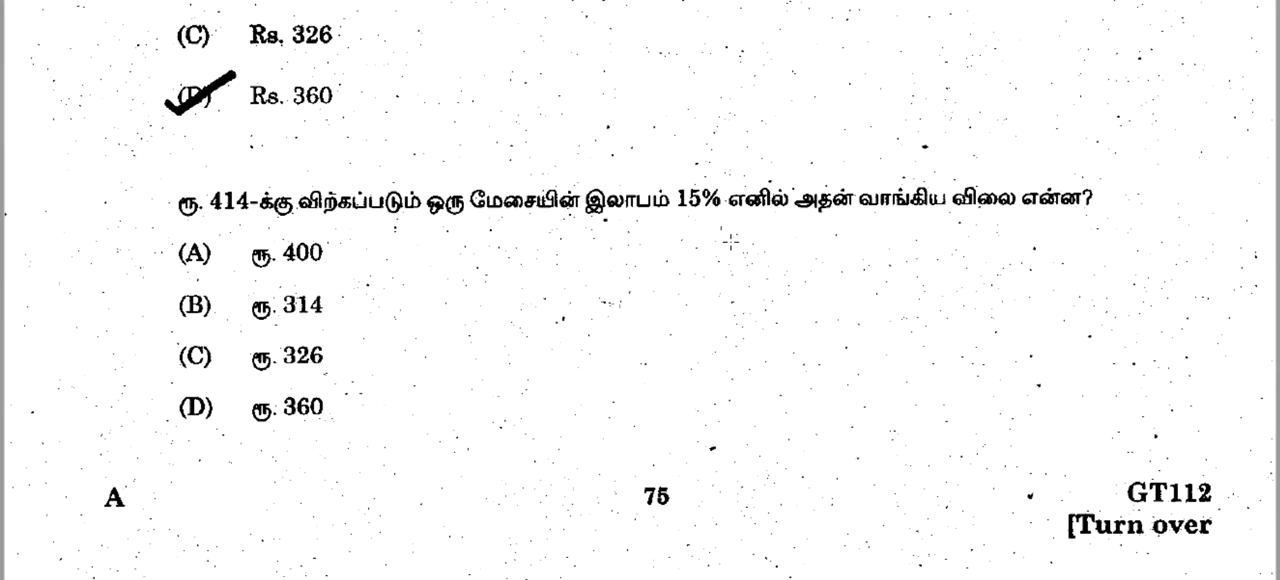 (C) Rs. 326
(D) Rs. 360
ரூ. 414-க்கு விற்கப்படும் ஒரு மேசையின் இலாபம் 15% எனில் அதன் வாங்கிய விலை என்ன?
(A) ரூ. 400
(B) ரூ. 314
(C) ரூ. 326
(D) ரூ. 360
A 75 GT112
[Turn over